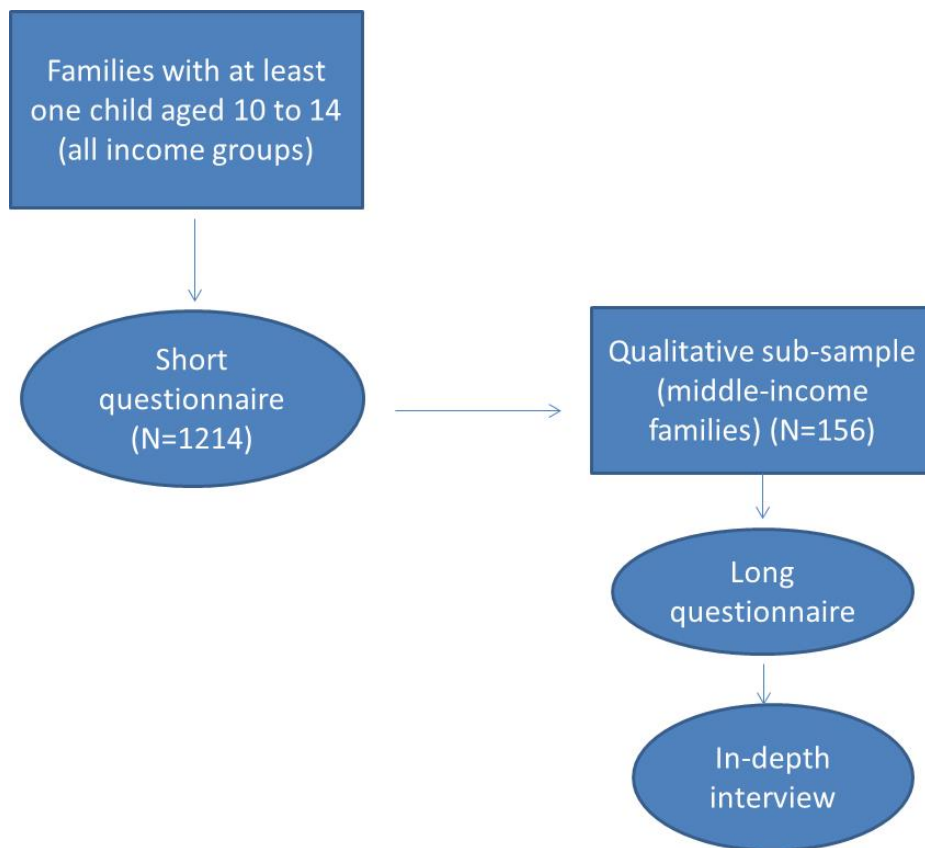 Families with at least
one child aged 10 to 14
(all income groups)
Short
questionnaire
(N=1214)
Qualitative sub-sample
(middle-income
families) (N=156)
Long
questionnaire
In-depth
interview